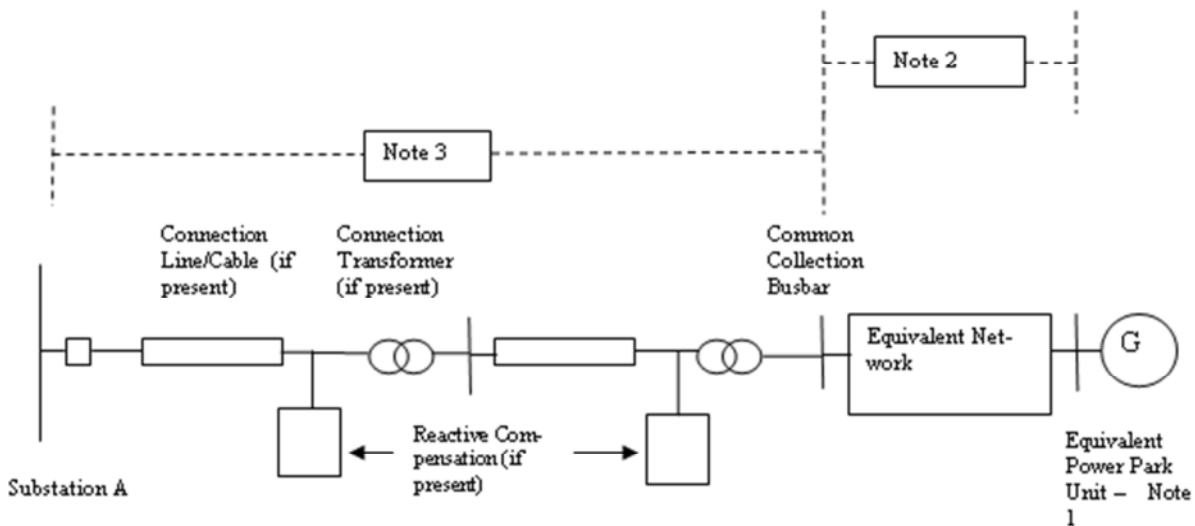 Note 2
Note 3
Connection
Line/Cable (if
present)
Connection
Transformer
(if present)
Common
Collection
Busbar
Equivalent Net-
work
G
Reactive Com-
pensation (if
present)
Substation A
Equivalent
Power Park
Unit – Note
1